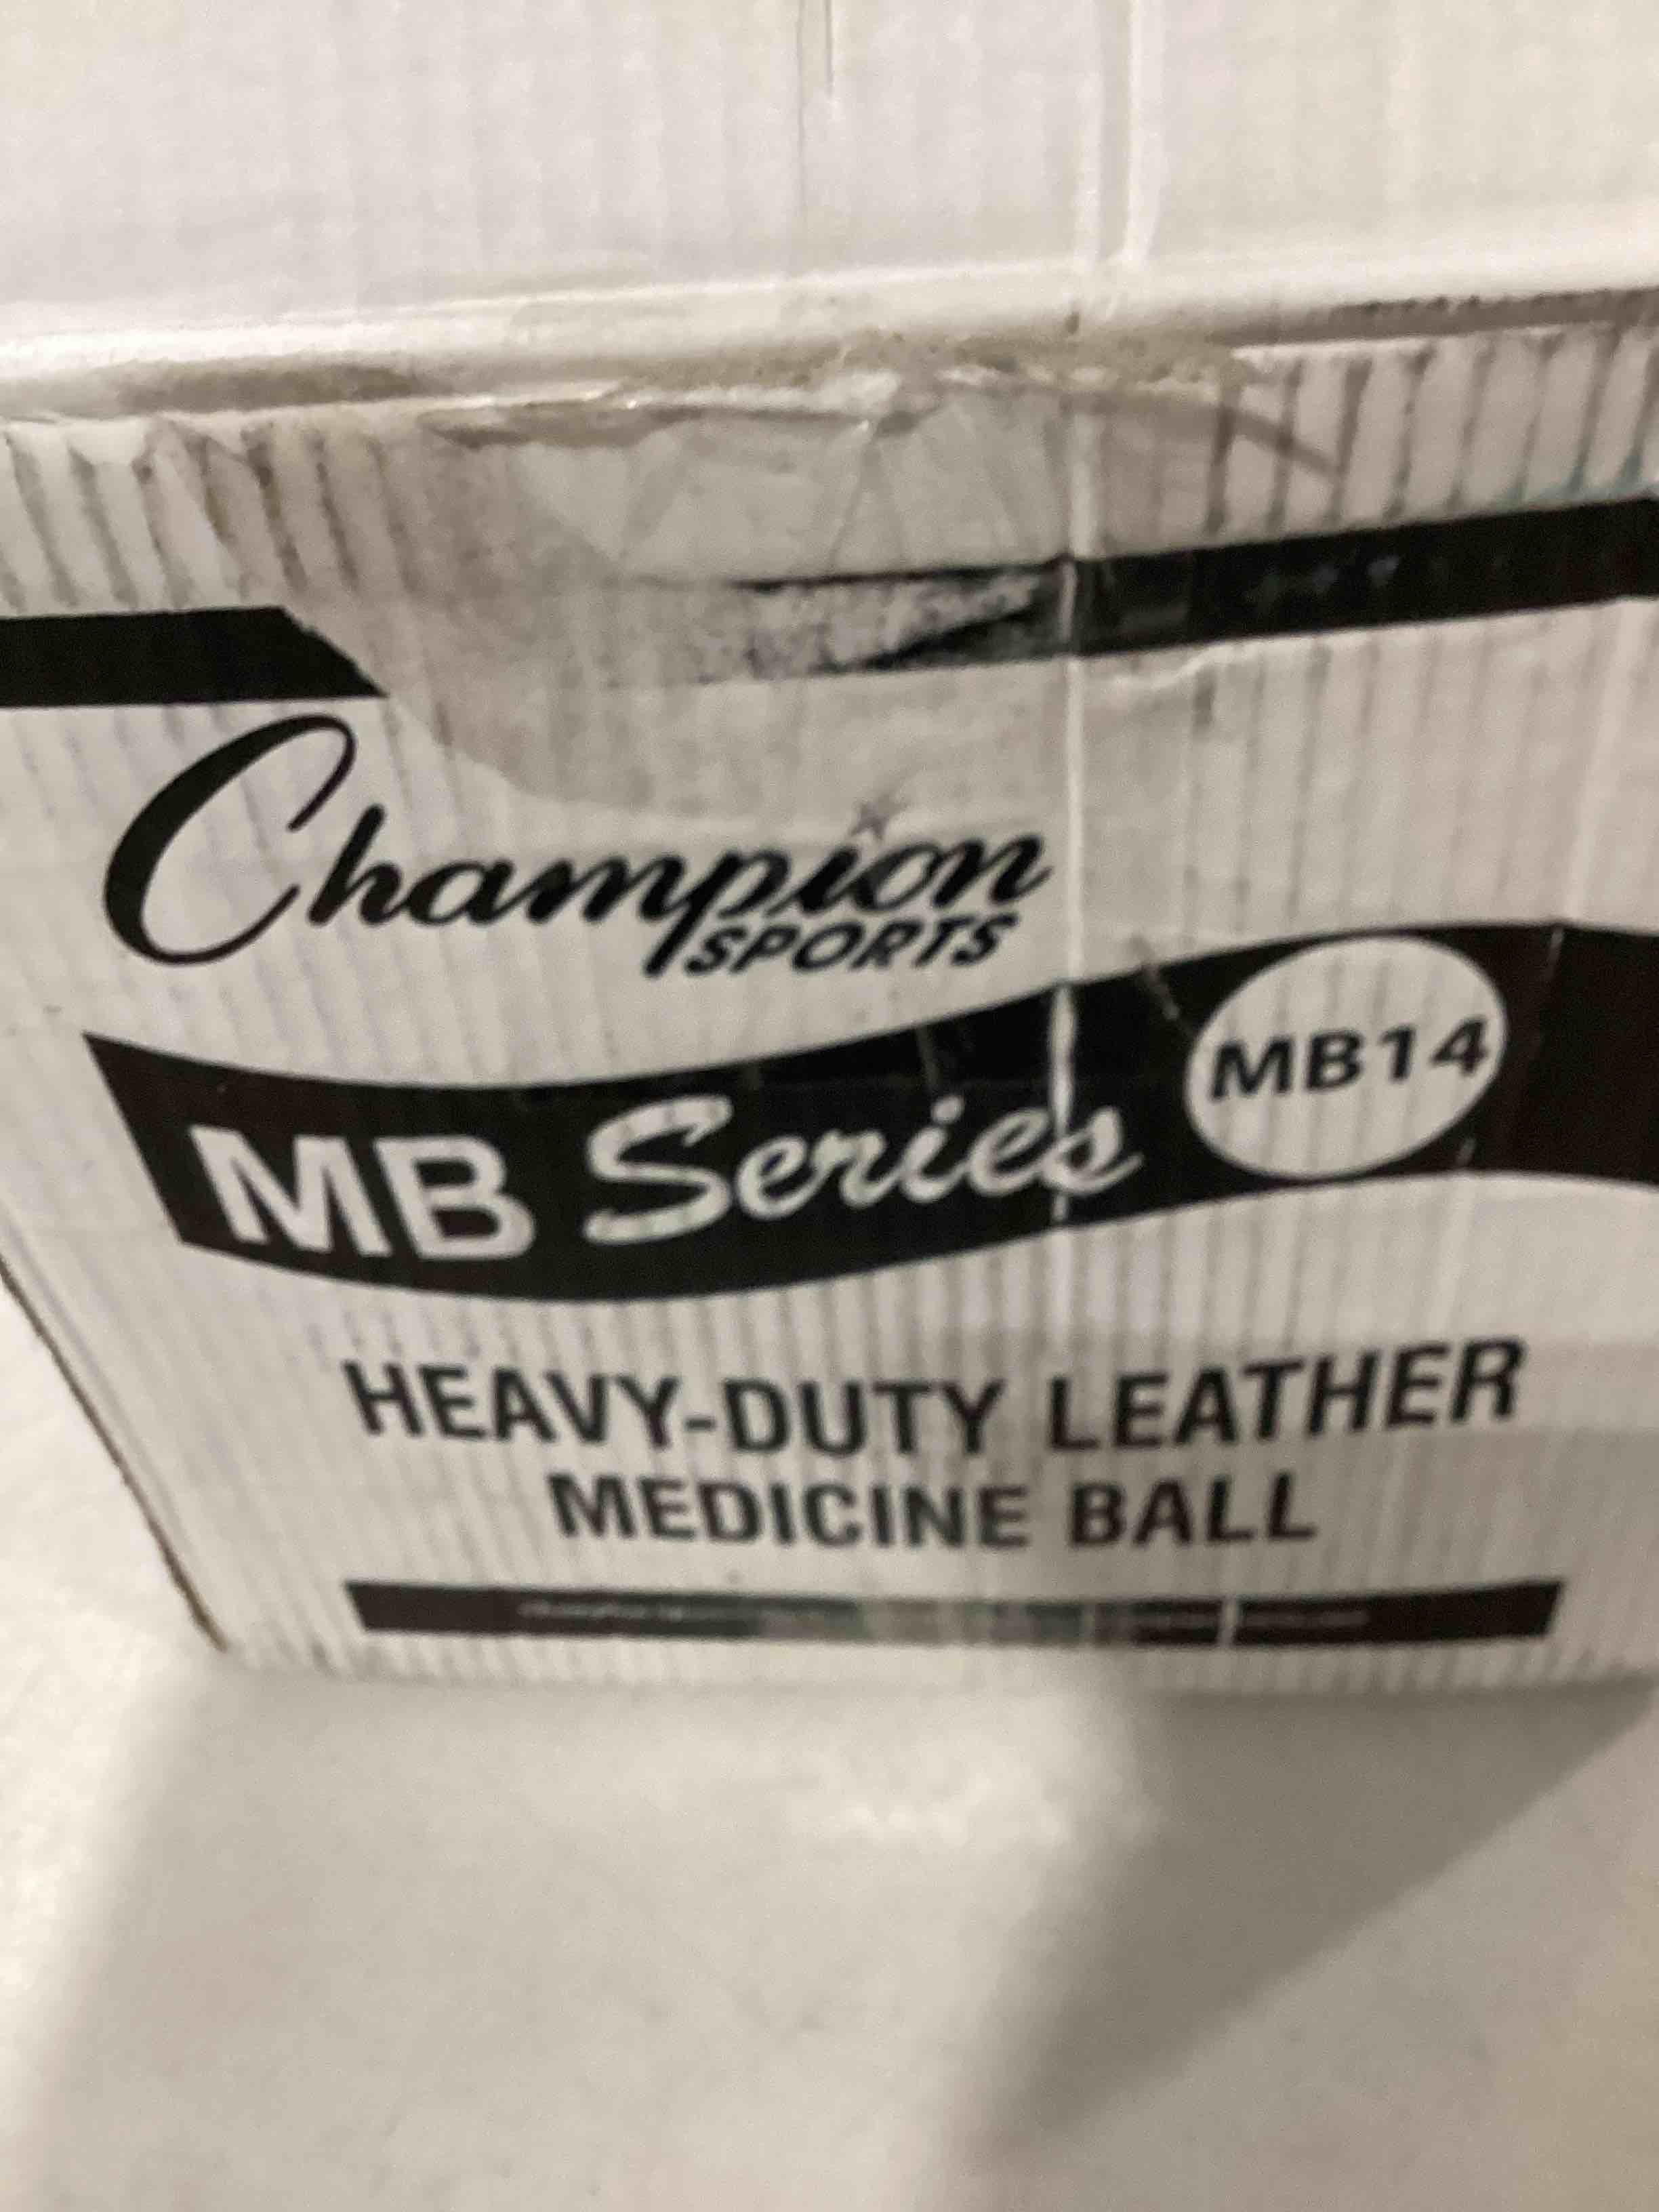 Champion
SPORTS
MB Series
MB14
HEAVY-DUTY LEATHER
MEDICINE BALL